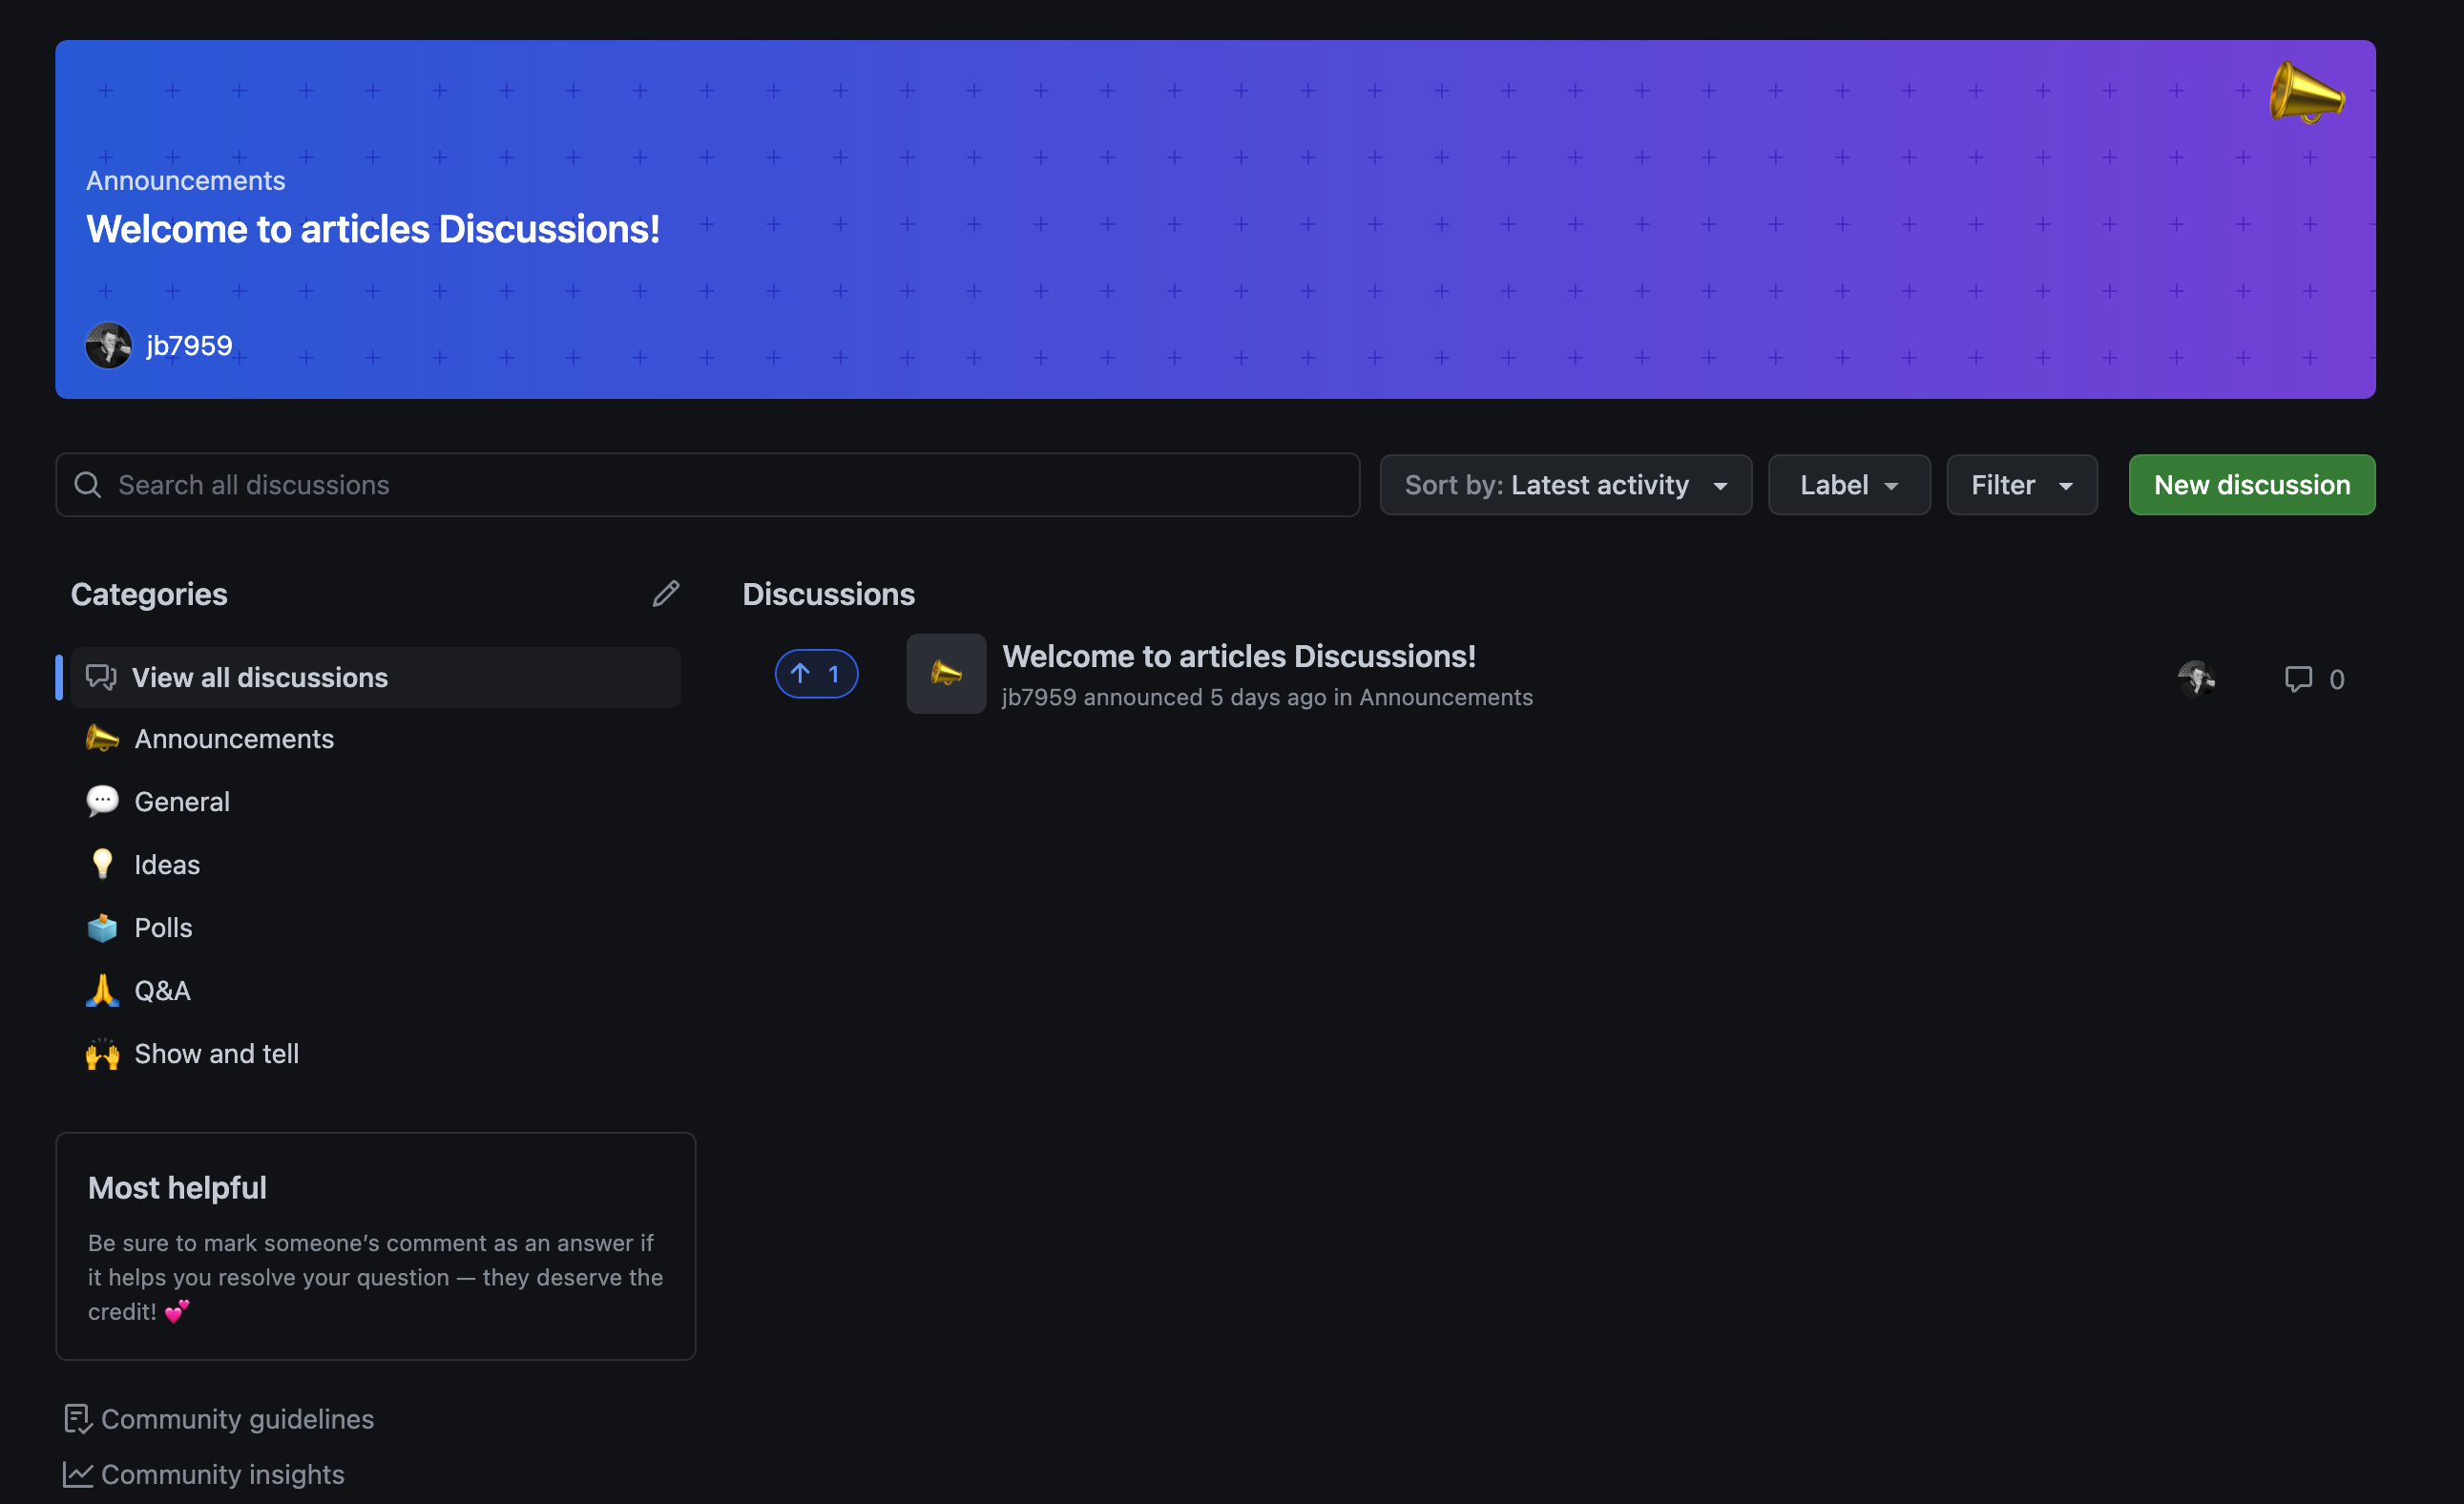 Announcements
Welcome to articles Discussions!
jb7959
Search all discussions
Sort by: Latest activity
Label
Filter
New discussion
Categories
View all discussions
Announcements
General
Ideas
Polls
Q&A
Show and tell
Discussions
1
Welcome to articles Discussions!
jb7959 announced 5 days ago in Announcements
0
Most helpful
Be sure to mark someone’s comment as an answer if
it helps you resolve your question — they deserve the
credit! 💕
Community guidelines
Community insights